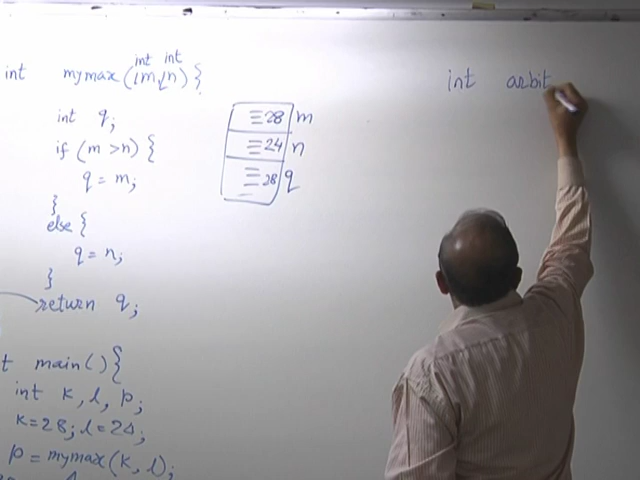 int mymax(int m, int n){
int q;
if (m > n) {
q = m;
}
else {
q = n;
}
return q;
t main(){
int k, l, p;
k=28; l=24;
p = mymax(k, l);
28 m
24 n
28 q
int arbit